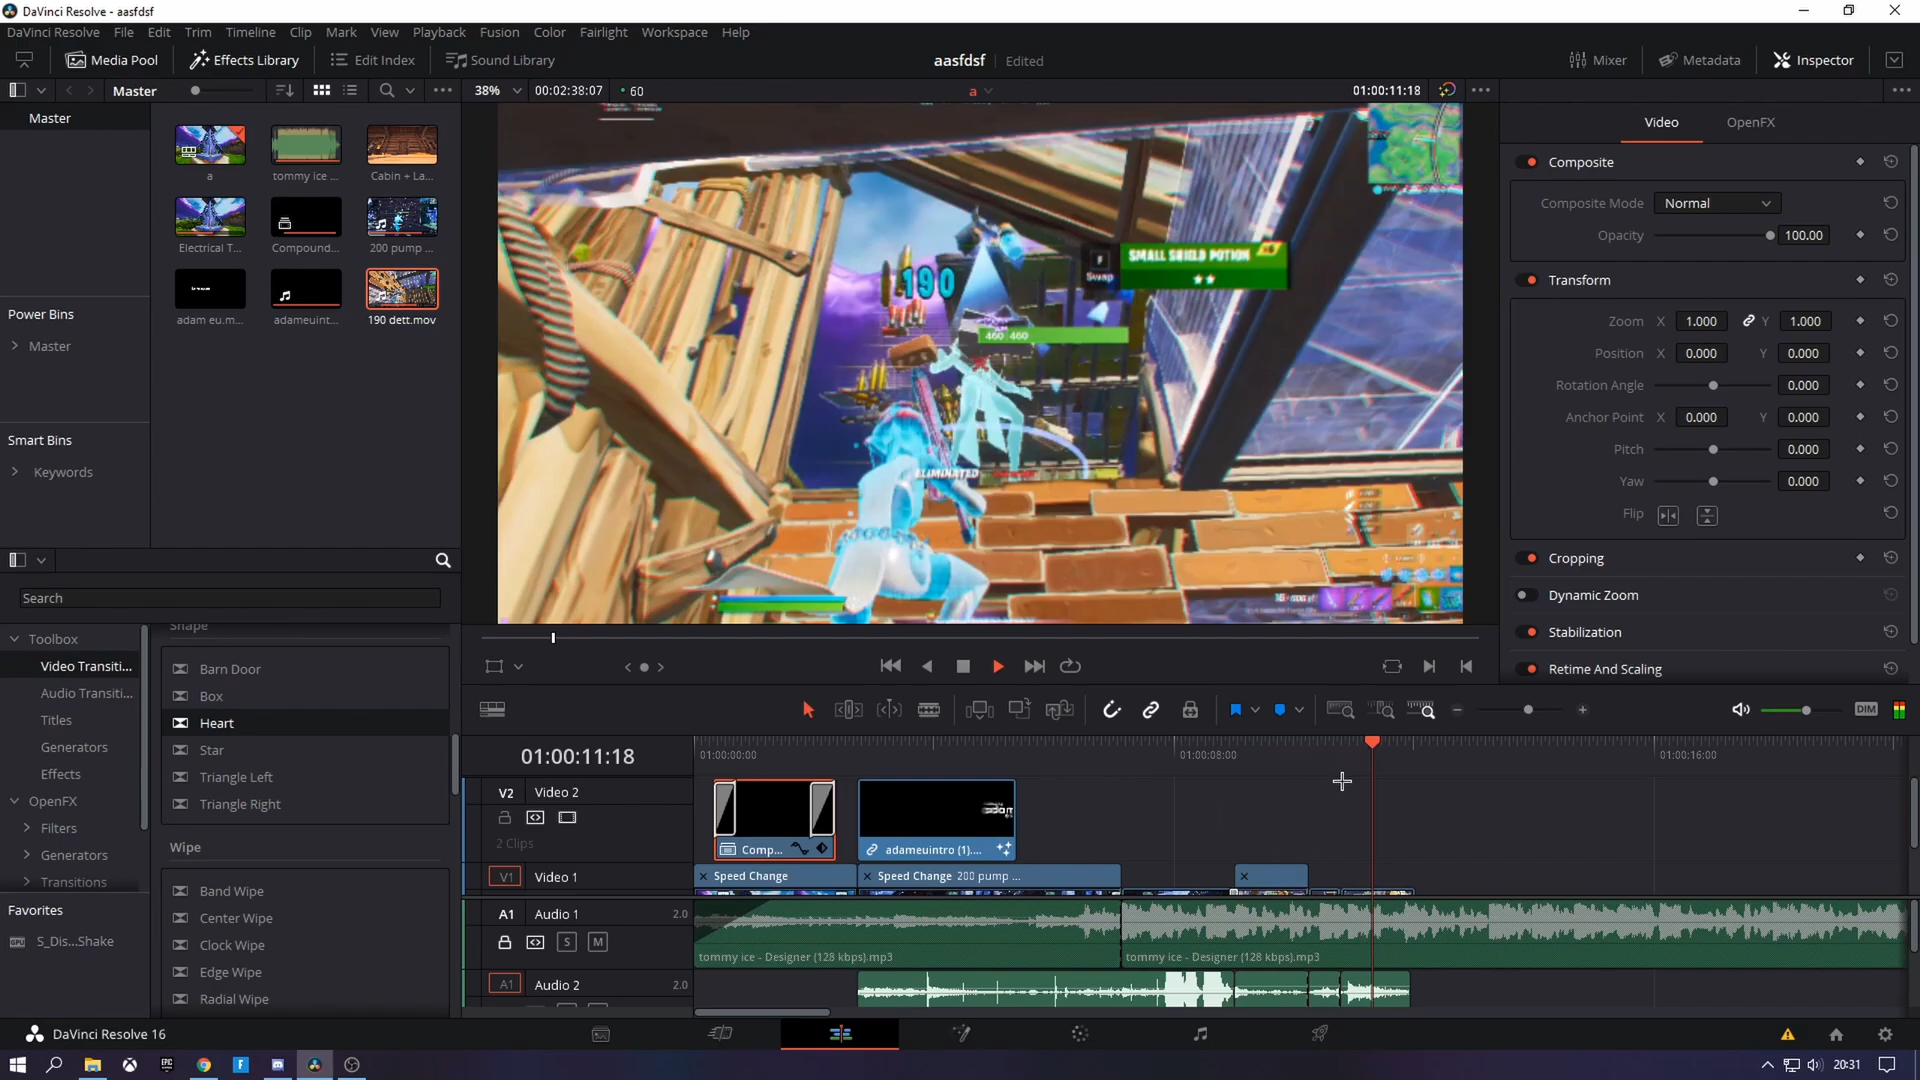 DaVinci Resolve - aasfdsf
DaVinci Resolve File Edit Trim Timeline Clip Mark View Playback Fusion Color Fairlight Workspace Help
Media Pool Effects Library Edit Index Sound Library aasfdsf Edited Mixer Metadata Inspector
Master 38% 00:02:38:07 60 a 01:00:11:18
Master
Video OpenFX
a tommy ice ... Cabin + La...
Electrical T... Compound... 200 pump ...
adam eu.m... adameuint... 190 dett.mov
Power Bins
Master
Smart Bins
Keywords
190
F
Swap
SMALL SHIELD POTION
x6
460 460
ELIMINATED
Composite
Composite Mode Normal
Opacity 100.00
Transform
Zoom X 1.000 Y 1.000
Position X 0.000 Y 0.000
Rotation Angle 0.000
Anchor Point X 0.000 Y 0.000
Pitch 0.000
Yaw 0.000
Flip
Cropping
Dynamic Zoom
Stabilization
Retime And Scaling
Search
Toolbox
Video Transiti...
Audio Transiti...
Titles
Generators
Effects
OpenFX
Filters
Generators
Transitions
Favorites
S_Dis...Shake
Shape
Barn Door
Box
Heart
Star
Triangle Left
Triangle Right
Wipe
Band Wipe
Center Wipe
Clock Wipe
Edge Wipe
Radial Wipe
DIM
01:00:11:18 01:00:00:00 01:00:08:00 01:00:16:00
V2 Video 2
2 Clips
Comp... adameuintro (1)....
adam
V1 Video 1 Speed Change Speed Change 200 pump ...
A1 Audio 1 2.0
S M
tommy ice - Designer (128 kbps).mp3 tommy ice - Designer (128 kbps).mp3
A1 Audio 2 2.0
DaVinci Resolve 16
EPIC
20:31